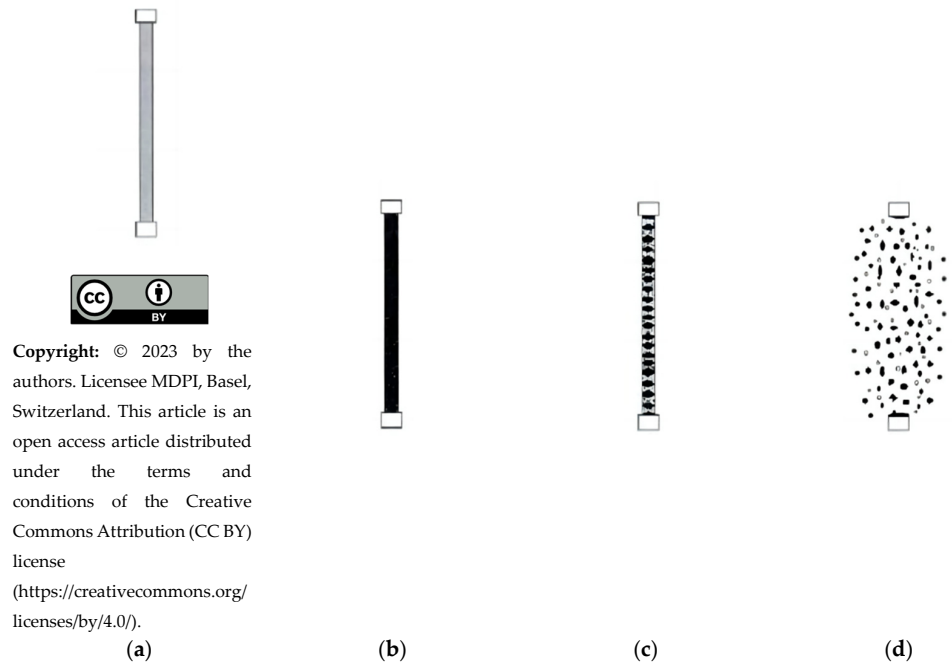 cc
BY
Copyright: © 2023 by the
authors. Licensee MDPI, Basel,
Switzerland. This article is an
open access article distributed
under the terms and
conditions of the Creative
Commons Attribution (CC BY)
license
(https://creativecommons.org/
licenses/by/4.0/).
(a) (b) (c) (d)